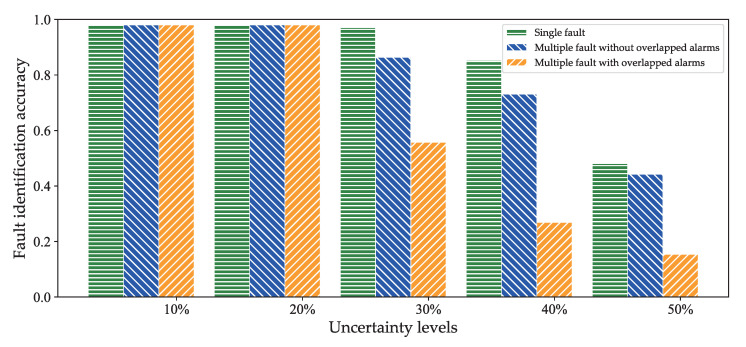 1.0
0.8
0.6
0.4
0.2
0.0
Fault identification accuracy
Single fault
Multiple fault without overlapped alarms
Multiple fault with overlapped alarms
10% 20% 30% 40% 50%
Uncertainty levels